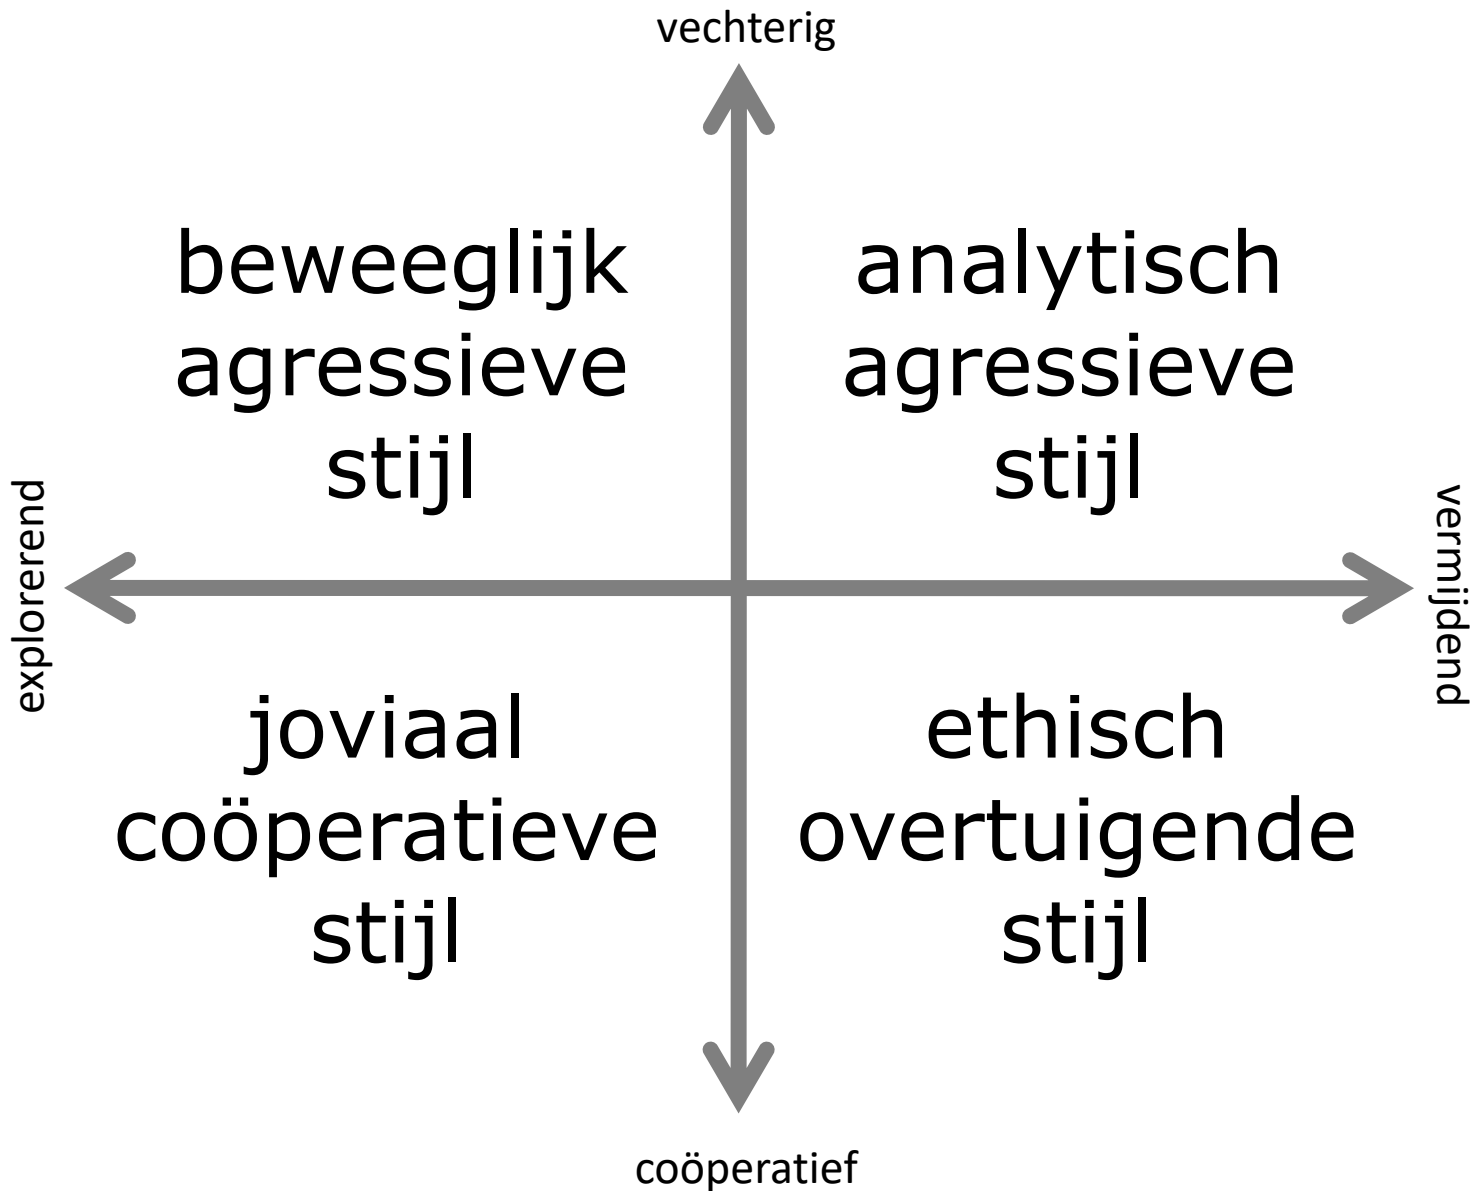 vechterig
beweeglijk
agressieve
stijl
analytisch
agressieve
stijl
explorerend
vermijdend
joviaal
coöperatieve
stijl
ethisch
overtuigende
stijl
coöperatief